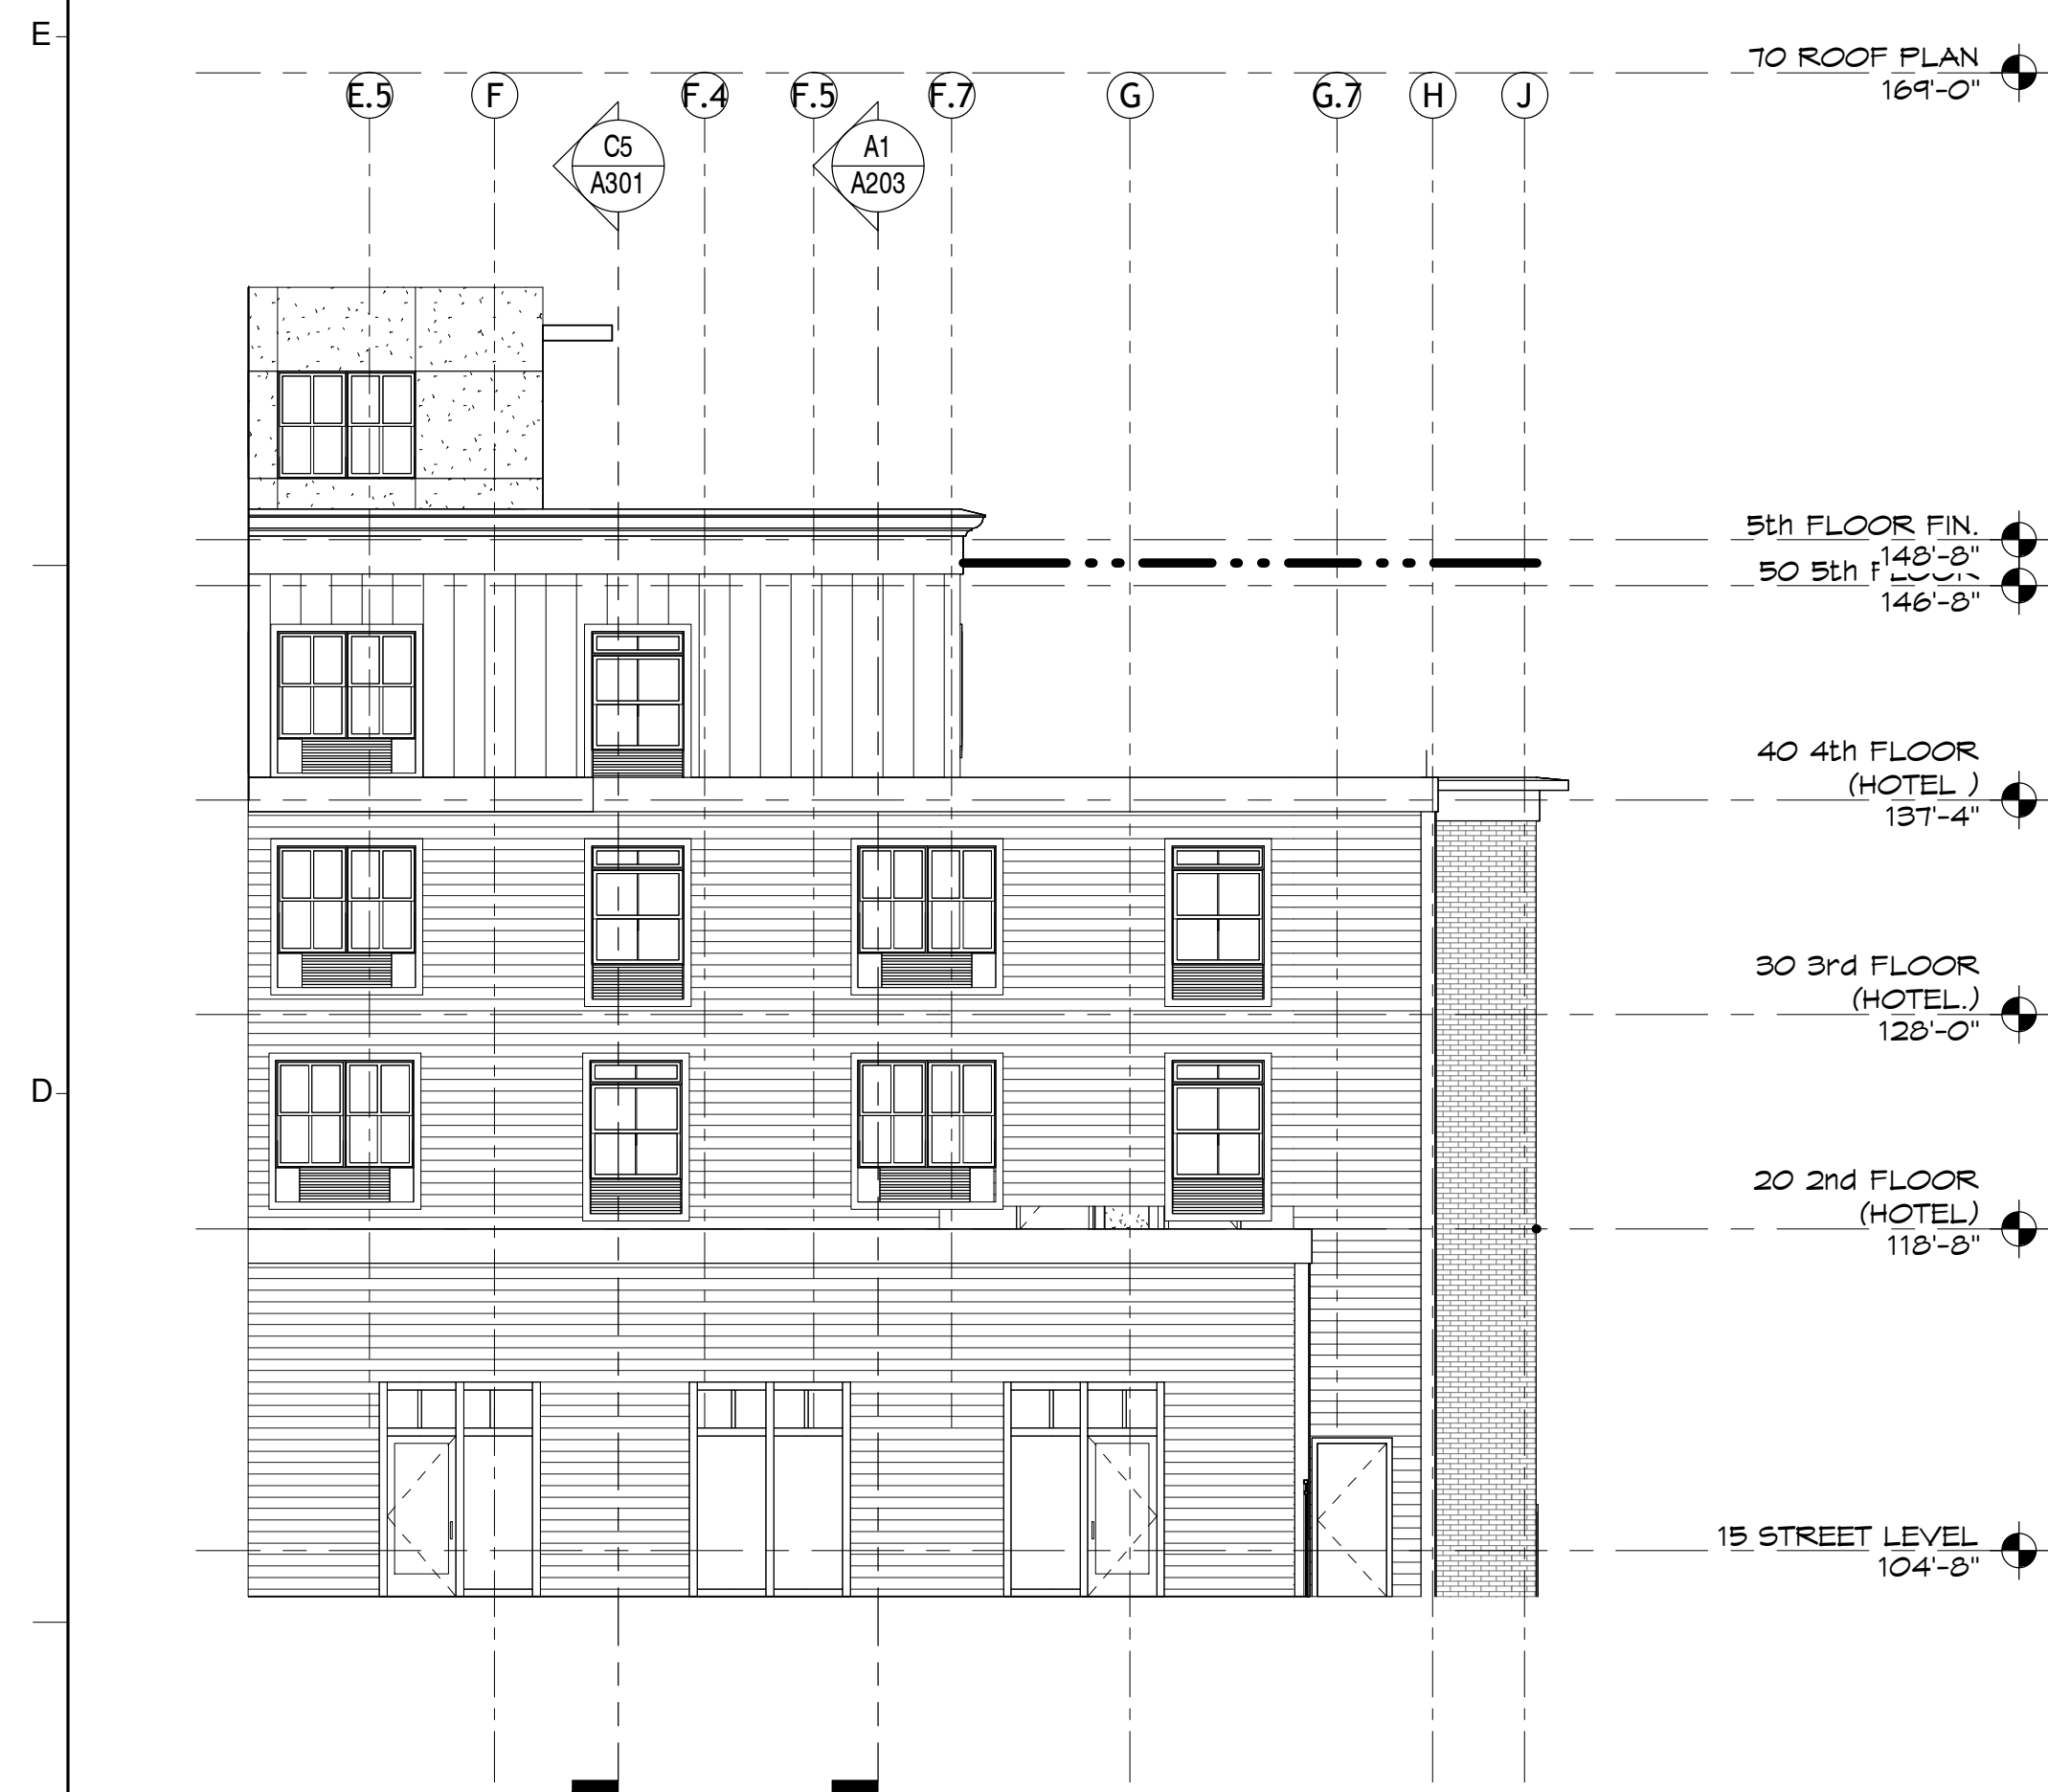 E
70 ROOF PLAN
169'-0"
E.5 F F.4 F.5 F.7 G G.7 H J
C5
A301
A1
A203
5th FLOOR FIN.
148'-8"
50 5th FLOOR
146'-8"
40 4th FLOOR
(HOTEL )
137'-4"
30 3rd FLOOR
(HOTEL.)
128'-0"
D
20 2nd FLOOR
(HOTEL)
118'-8"
15 STREET LEVEL
104'-8"